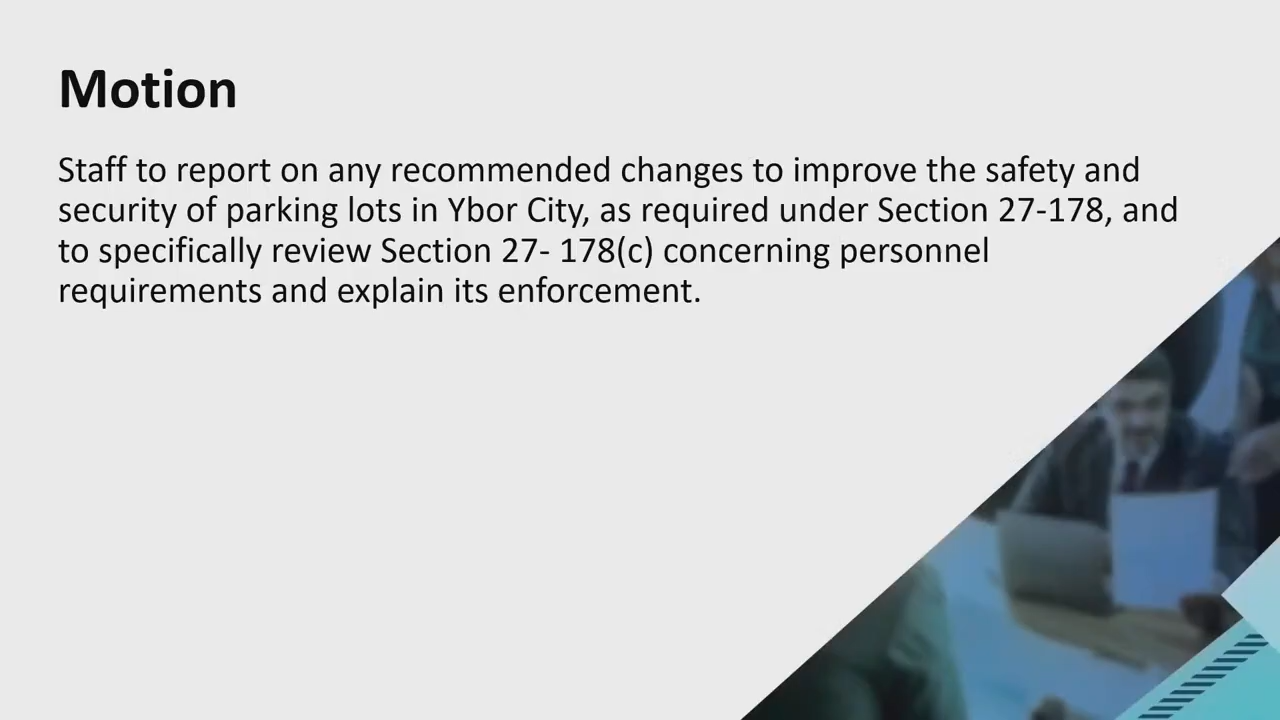 Motion
Staff to report on any recommended changes to improve the safety and
security of parking lots in Ybor City, as required under Section 27-178, and
to specifically review Section 27- 178(c) concerning personnel
requirements and explain its enforcement.